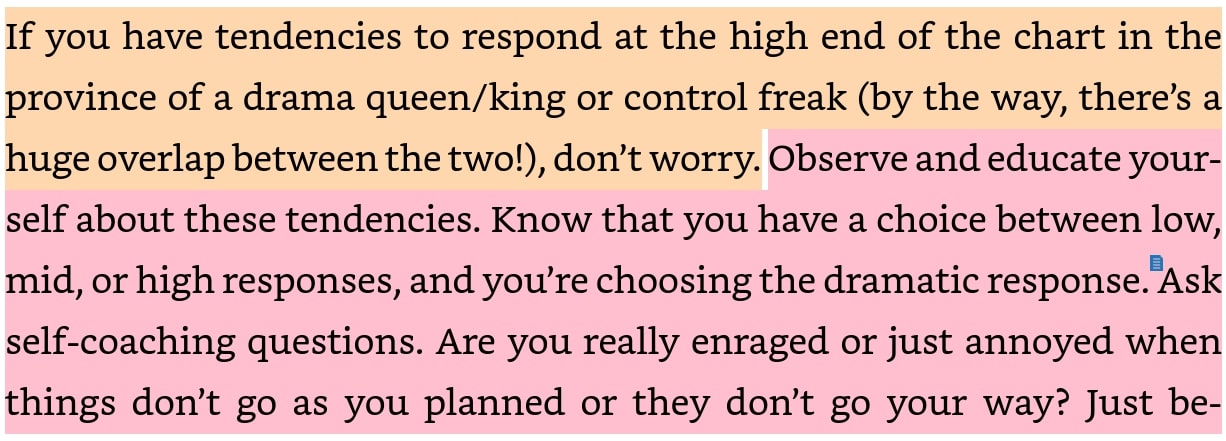 If you have tendencies to respond at the high end of the chart in the
province of a drama queen/king or control freak (by the way, there’s a
huge overlap between the two!), don’t worry. Observe and educate your-
self about these tendencies. Know that you have a choice between low,
mid, or high responses, and you’re choosing the dramatic response. Ask
self-coaching questions. Are you really enraged or just annoyed when
things don’t go as you planned or they don’t go your way? Just be-